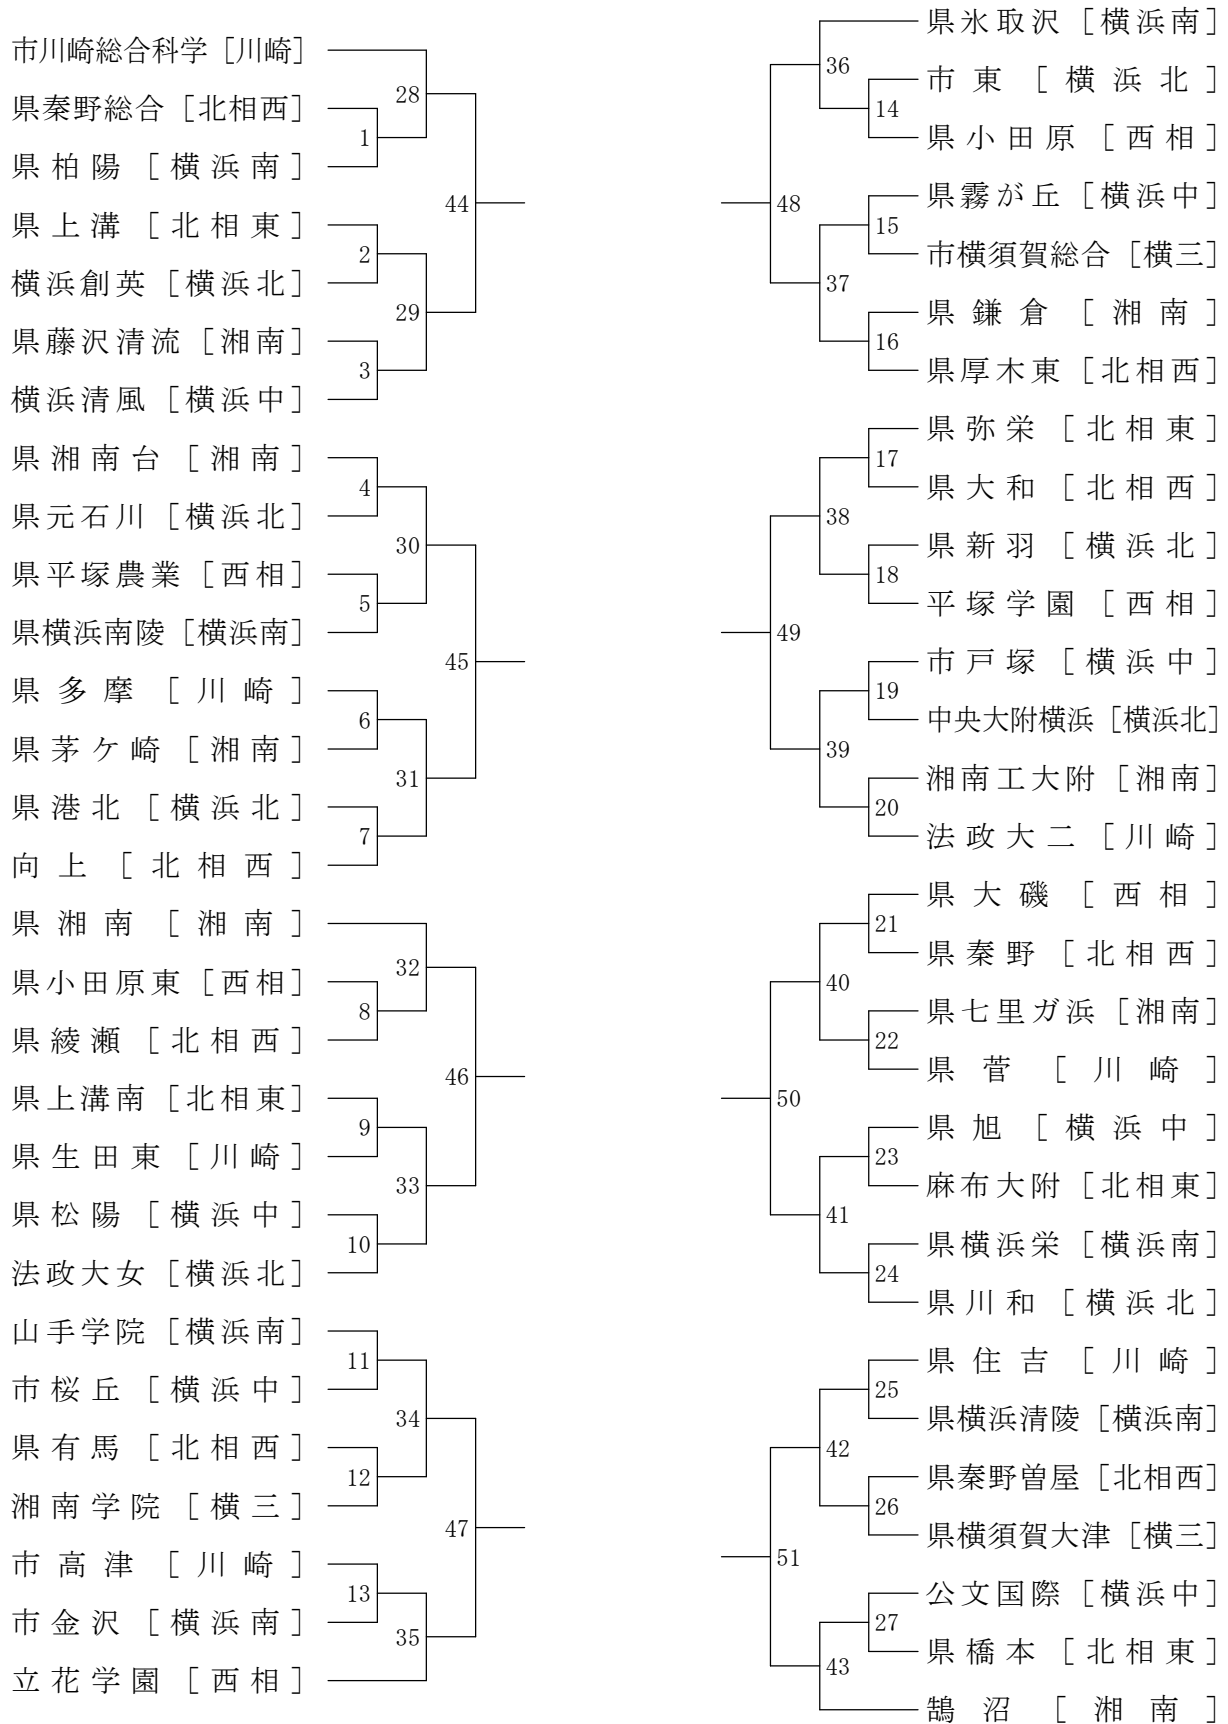 市川崎総合科学［川崎］
県秦野総合［北相西］
県柏陽［横浜南］
県上溝［北相東］
横浜創英［横浜北］
県藤沢清流［湘南］
横浜清風［横浜中］
県湘南台［湘南］
県元石川［横浜北］
県平塚農業［西相］
県横浜南陵［横浜南］
県多摩［川崎］
県茅ケ崎［湘南］
県港北［横浜北］
向上［北相西］
県湘南［湘南］
県小田原東［西相］
県綾瀬［北相西］
県上溝南［北相東］
県生田東［川崎］
県松陽［横浜中］
法政大女［横浜北］
山手学院［横浜南］
市桜丘［横浜中］
県有馬［北相西］
湘南学院［横三］
市高津［川崎］
市金沢［横浜南］
立花学園［西相］
1
2
3
4
5
6
7
8
9
10
11
12
13
28
29
30
31
32
33
34
35
44
45
46
47
48
49
50
51
36
37
38
39
40
41
42
43
14
15
16
17
18
19
20
21
22
23
24
25
26
27
県氷取沢［横浜南］
市東［横浜北］
県小田原［西相］
県霧が丘［横浜中］
市横須賀総合［横三］
県鎌倉［湘南］
県厚木東［北相西］
県弥栄［北相東］
県大和［北相西］
県新羽［横浜北］
平塚学園［西相］
市戸塚［横浜中］
中央大附横浜［横浜北］
湘南工大附［湘南］
法政大二［川崎］
県大磯［西相］
県秦野［北相西］
県七里ガ浜［湘南］
県菅［川崎］
県旭［横浜中］
麻布大附［北相東］
県横浜栄［横浜南］
県川和［横浜北］
県住吉［川崎］
県横浜清陵［横浜南］
県秦野曽屋［北相西］
県横須賀大津［横三］
公文国際［横浜中］
県橋本［北相東］
鵠沼［湘南］